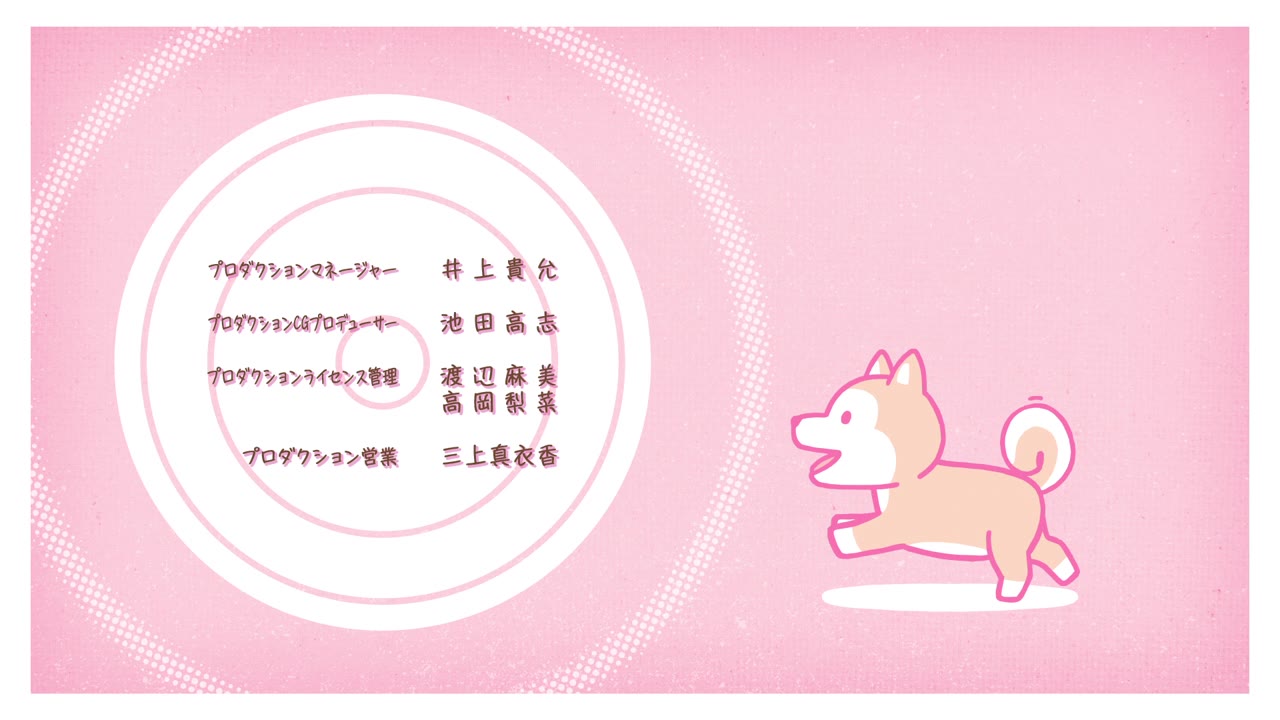 プロダクションマネージャー 井上貴允
プロダクションCGプロデューサー 池田高志
プロダクションライセンス管理 渡辺麻美
高岡梨菜
プロダクション営業 三上真衣香